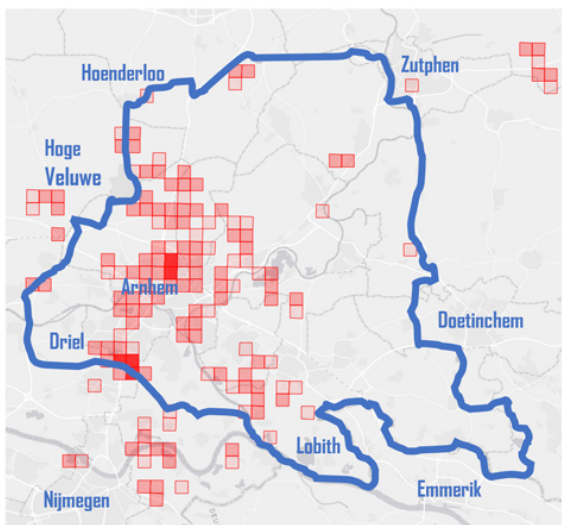 Hoenderloo
Zutphen
Hoge
Veluwe
Arnhem
Doetinchem
Driel
Lobith
Emmerik
Nijmegen